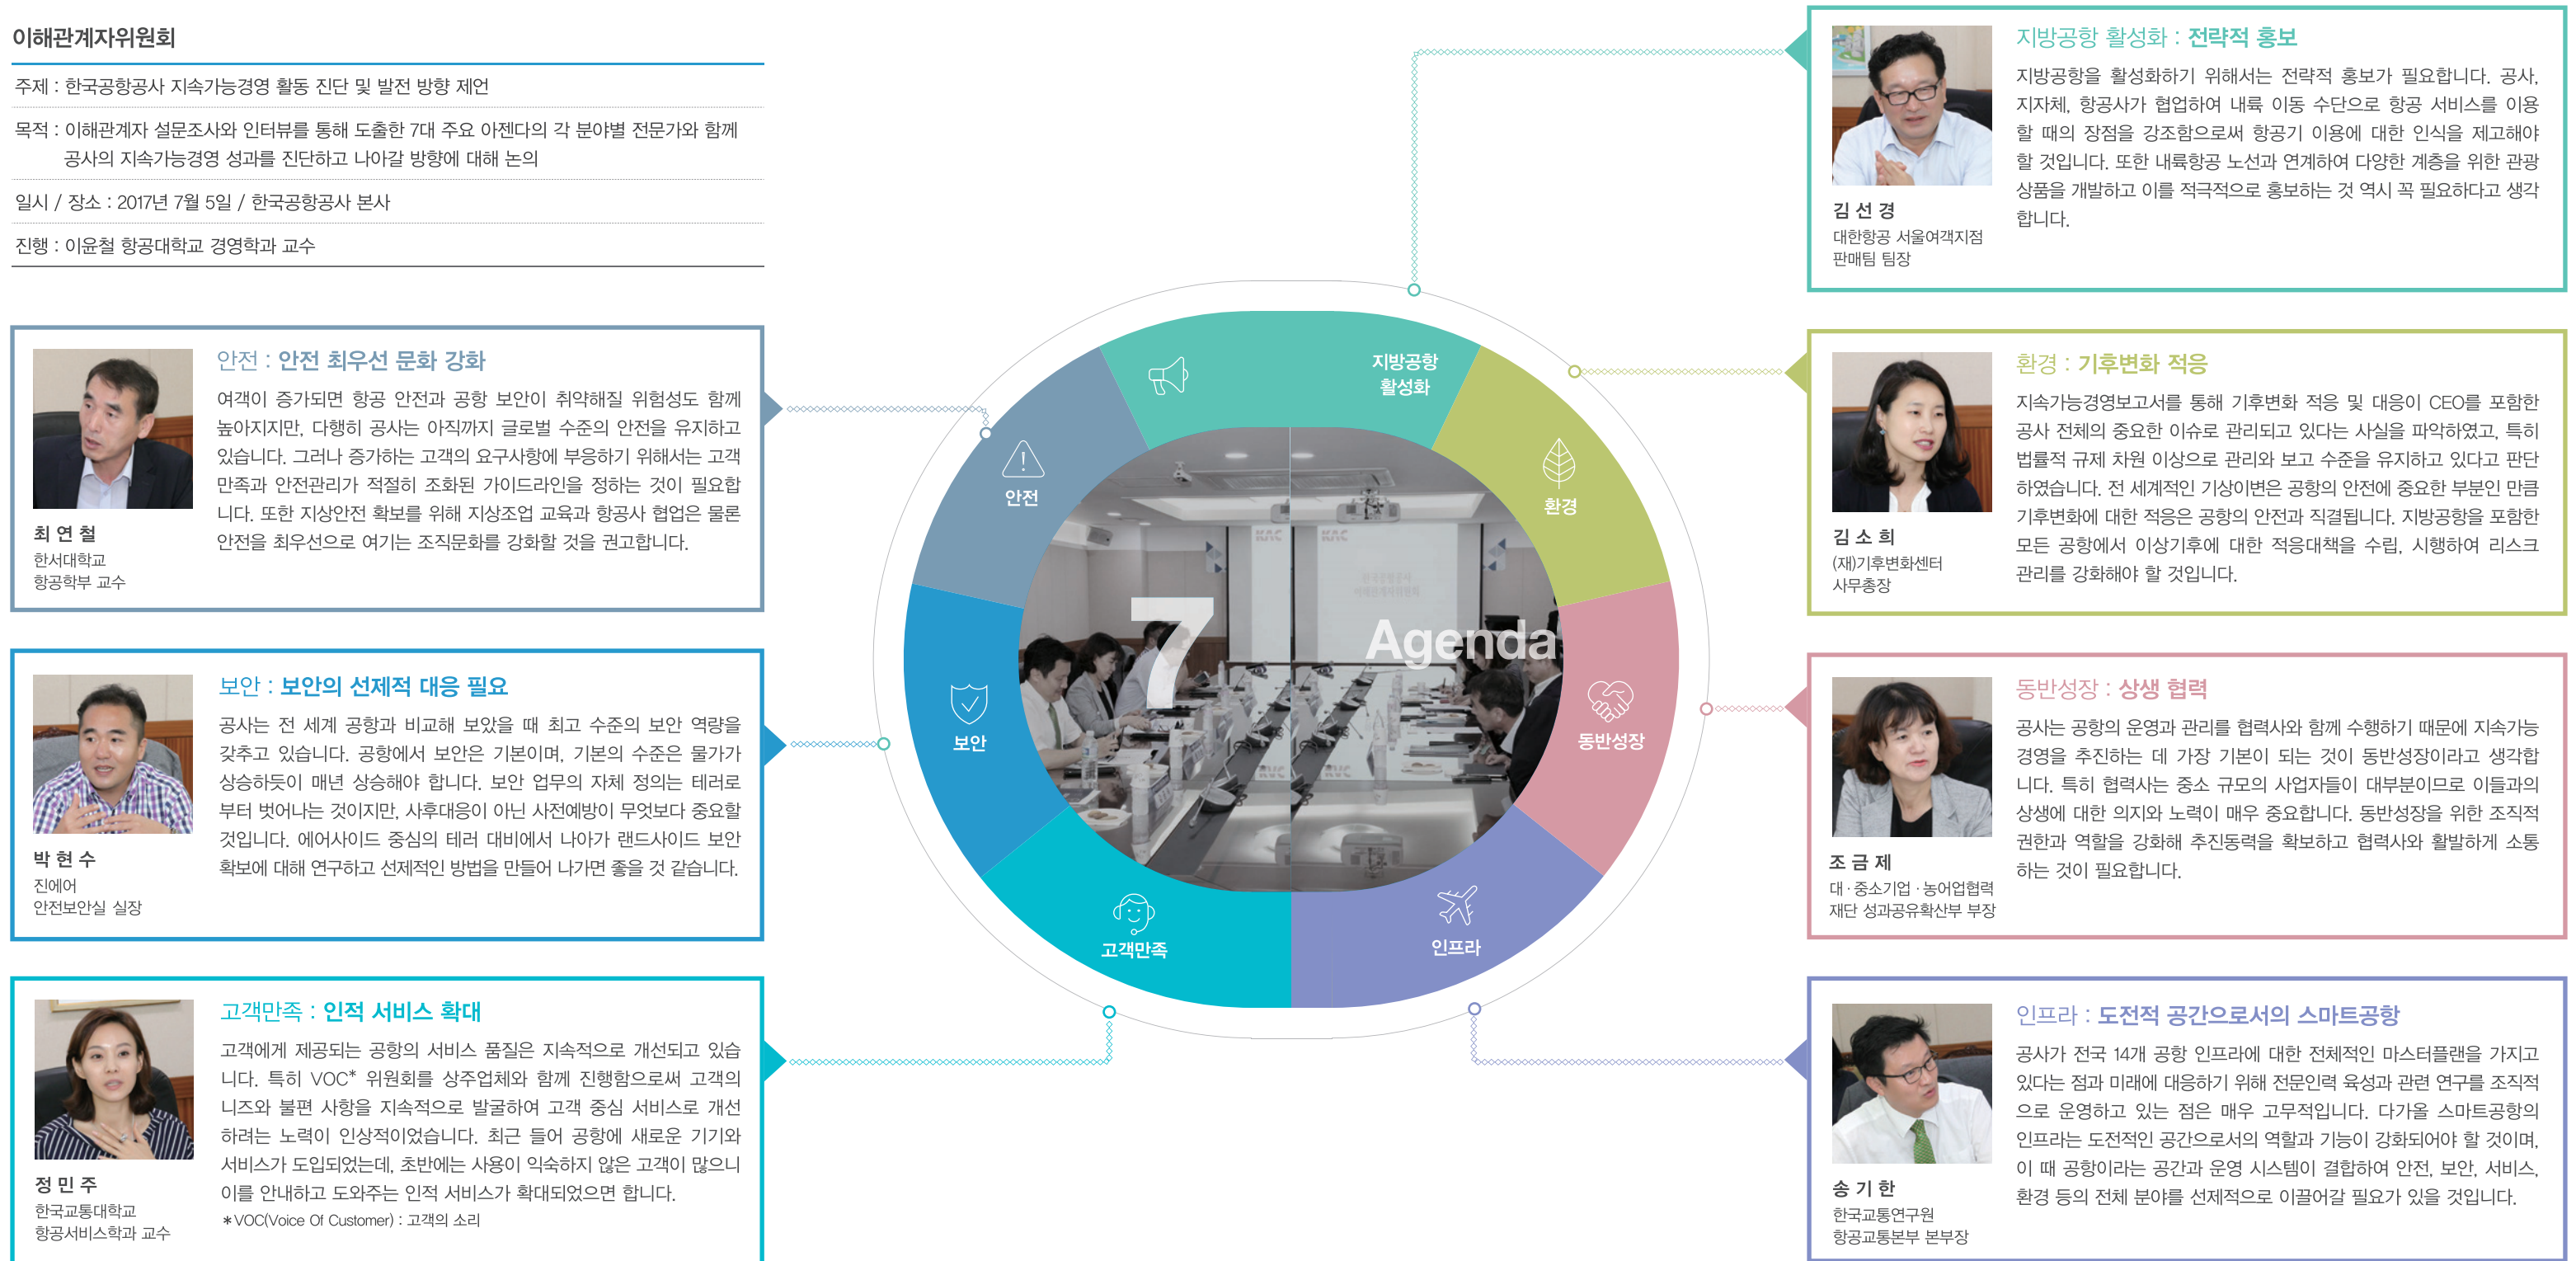 이해관계자위원회
주제 : 한국공항공사 지속가능경영 활동 진단 및 발전 방향 제언
목적 : 이해관계자 설문조사와 인터뷰를 통해 도출한 7대 주요 아젠다의 각 분야별 전문가와 함께
공사의 지속가능경영 성과를 진단하고 나아갈 방향에 대해 논의
일시 / 장소 : 2017년 7월 5일 / 한국공항공사 본사
진행 : 이윤철 항공대학교 경영학과 교수
안전 : 안전 최우선 문화 강화
여객이 증가되면 항공 안전과 공항 보안이 취약해질 위험성도 함께
높아지지만, 다행히 공사는 아직까지 글로벌 수준의 안전을 유지하고
있습니다. 그러나 증가하는 고객의 요구사항에 부응하기 위해서는 고객
만족과 안전관리가 적절히 조화된 가이드라인을 정하는 것이 필요합
니다. 또한 지상안전 확보를 위해 지상조업 교육과 항공사 협업은 물론
안전을 최우선으로 여기는 조직문화를 강화할 것을 권고합니다.
최 연 철
한서대학교
항공학부 교수
보안 : 보안의 선제적 대응 필요
공사는 전 세계 공항과 비교해 보았을 때 최고 수준의 보안 역량을
갖추고 있습니다. 공항에서 보안은 기본이며, 기본의 수준은 물가가
상승하듯이 매년 상승해야 합니다. 보안 업무의 자체 정의는 테러로
부터 벗어나는 것이지만, 사후대응이 아닌 사전예방이 무엇보다 중요할
것입니다. 에어사이드 중심의 테러 대비에서 나아가 랜드사이드 보안
확보에 대해 연구하고 선제적인 방법을 만들어 나가면 좋을 것 같습니다.
박 현 수
진에어
안전보안실 실장
고객만족 : 인적 서비스 확대
고객에게 제공되는 공항의 서비스 품질은 지속적으로 개선되고 있습
니다. 특히 VOC* 위원회를 상주업체와 함께 진행함으로써 고객의
니즈와 불편 사항을 지속적으로 발굴하여 고객 중심 서비스로 개선
하려는 노력이 인상적이었습니다. 최근 들어 공항에 새로운 기기와
서비스가 도입되었는데, 초반에는 사용이 익숙하지 않은 고객이 많으니
이를 안내하고 도와주는 인적 서비스가 확대되었으면 합니다.
*VOC(Voice Of Customer) : 고객의 소리
정 민 주
한국교통대학교
항공서비스학과 교수
지방공항
활성화
안전
환경
KAC
KAC
한국공항공사
이해관계자위원회
7
Agenda
보안
동반성장
고객만족
인프라
지방공항 활성화 : 전략적 홍보
지방공항을 활성화하기 위해서는 전략적 홍보가 필요합니다. 공사,
지자체, 항공사가 협업하여 내륙 이동 수단으로 항공 서비스를 이용
할 때의 장점을 강조함으로써 항공기 이용에 대한 인식을 제고해야
할 것입니다. 또한 내륙항공 노선과 연계하여 다양한 계층을 위한 관광
상품을 개발하고 이를 적극적으로 홍보하는 것 역시 꼭 필요하다고 생각
합니다.
김 선 경
대한항공 서울여객지점
판매팀 팀장
환경 : 기후변화 적응
지속가능경영보고서를 통해 기후변화 적응 및 대응이 CEO를 포함한
공사 전체의 중요한 이슈로 관리되고 있다는 사실을 파악하였고, 특히
법률적 규제 차원 이상으로 관리와 보고 수준을 유지하고 있다고 판단
하였습니다. 전 세계적인 기상이변은 공항의 안전에 중요한 부분인 만큼
기후변화에 대한 적응은 공항의 안전과 직결됩니다. 지방공항을 포함한
모든 공항에서 이상기후에 대한 적응대책을 수립, 시행하여 리스크
관리를 강화해야 할 것입니다.
김 소 희
(재)기후변화센터
사무총장
동반성장 : 상생 협력
공사는 공항의 운영과 관리를 협력사와 함께 수행하기 때문에 지속가능
경영을 추진하는 데 가장 기본이 되는 것이 동반성장이라고 생각합
니다. 특히 협력사는 중소 규모의 사업자들이 대부분이므로 이들과의
상생에 대한 의지와 노력이 매우 중요합니다. 동반성장을 위한 조직적
권한과 역할을 강화해 추진동력을 확보하고 협력사와 활발하게 소통
하는 것이 필요합니다.
조 금 제
대 · 중소기업 · 농어업협력
재단 성과공유확산부 부장
인프라 : 도전적 공간으로서의 스마트공항
공사가 전국 14개 공항 인프라에 대한 전체적인 마스터플랜을 가지고
있다는 점과 미래에 대응하기 위해 전문인력 육성과 관련 연구를 조직적
으로 운영하고 있는 점은 매우 고무적입니다. 다가올 스마트공항의
인프라는 도전적인 공간으로서의 역할과 기능이 강화되어야 할 것이며,
이 때 공항이라는 공간과 운영 시스템이 결합하여 안전, 보안, 서비스,
환경 등의 전체 분야를 선제적으로 이끌어갈 필요가 있을 것입니다.
송 기 한
한국교통연구원
항공교통본부 본부장